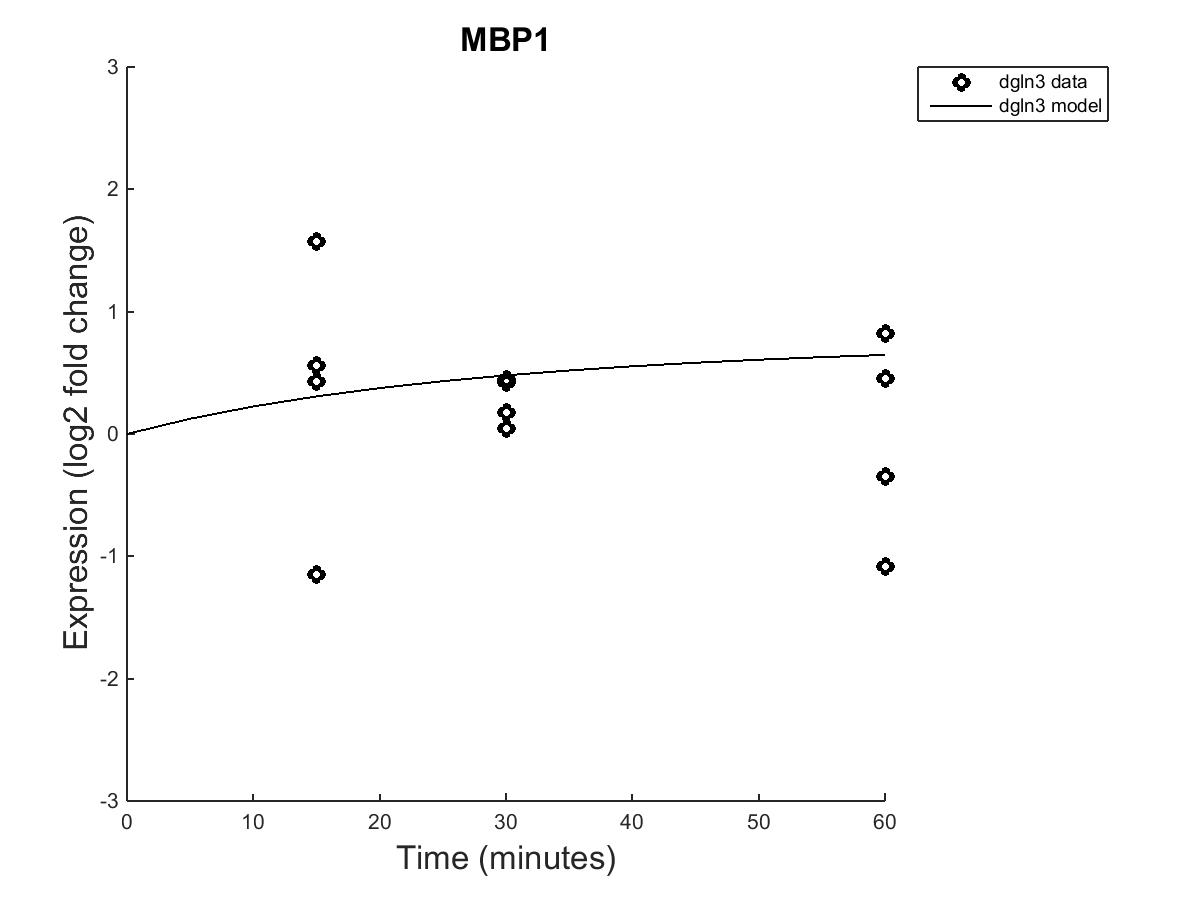 MBP1
dgln3 data
dgln3 model
3
2
1
0
-1
-2
-3
Expression (log2 fold change)
0 10 20 30 40 50 60
Time (minutes)